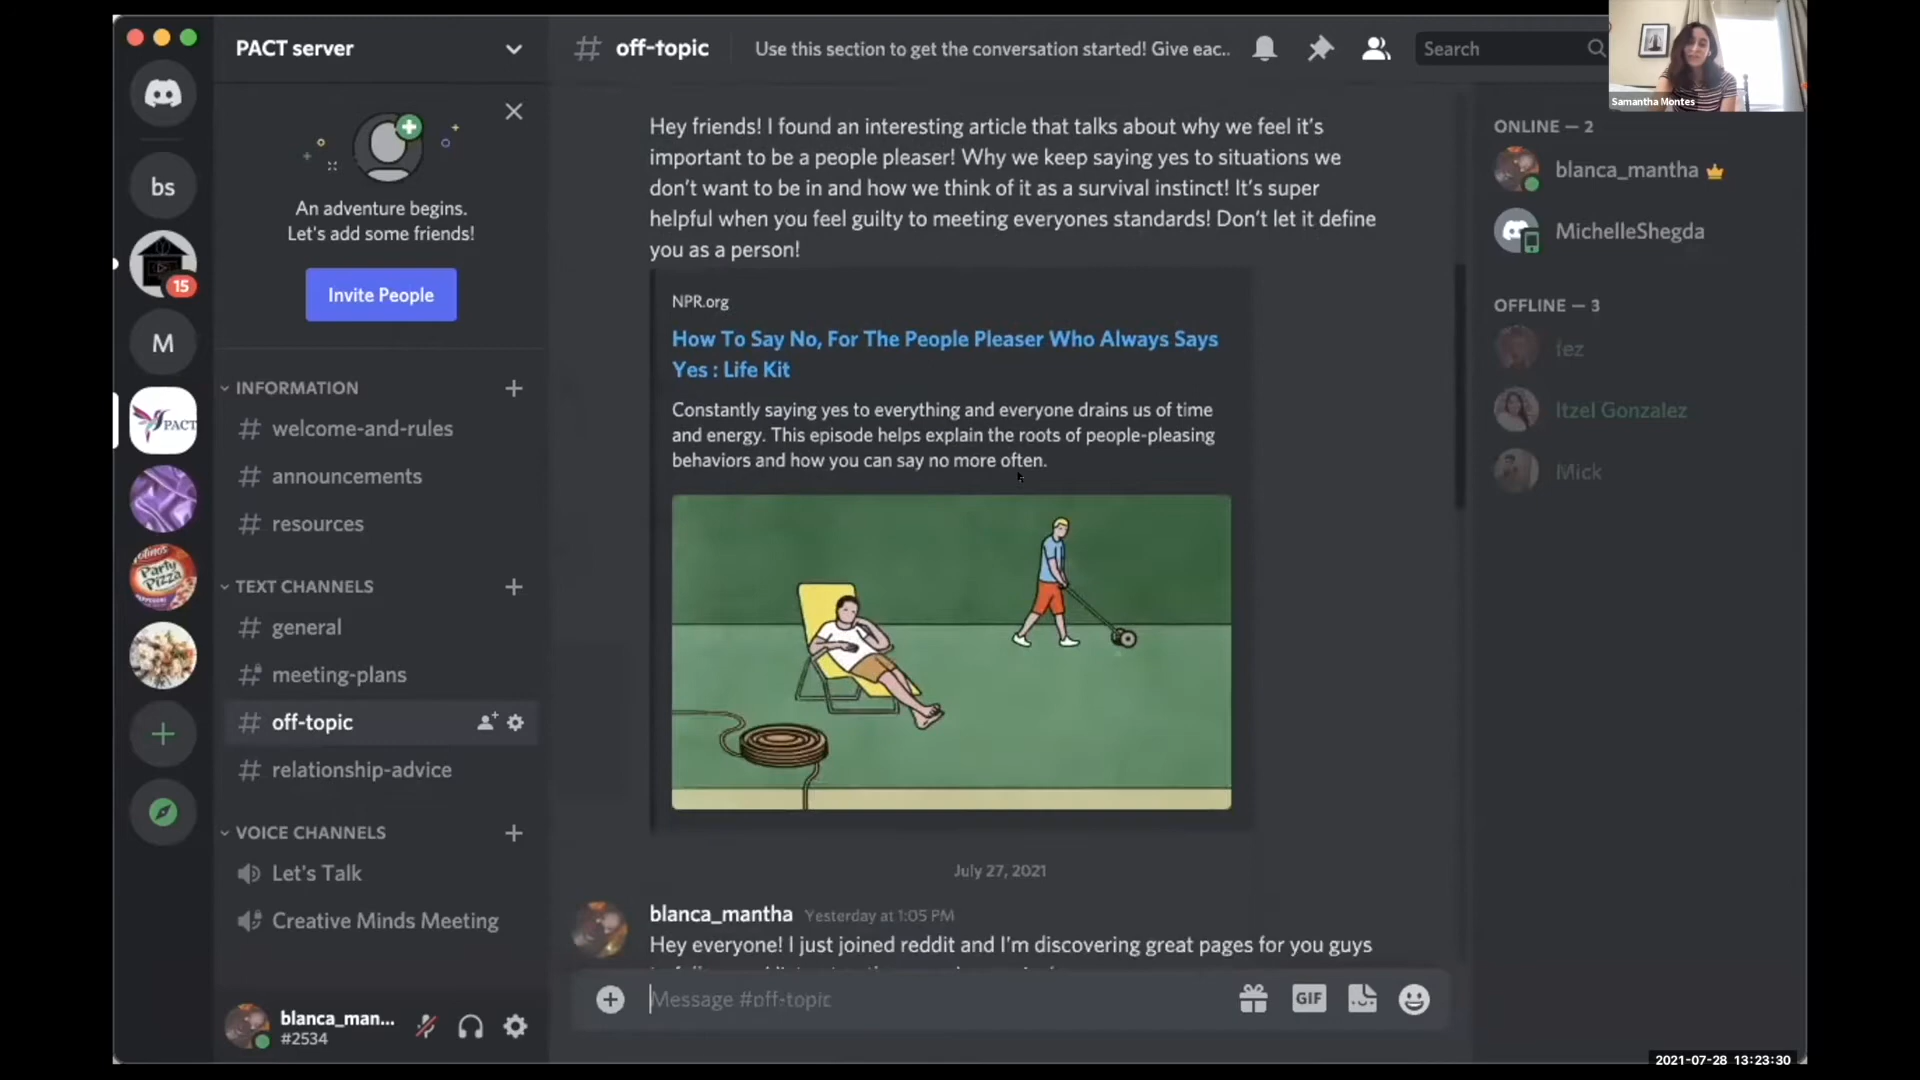 PACT server
off-topic
Use this section to get the conversation started! Give eac..
Search
Samantha Montes
bs
15
M
PACT
Totino's
Party
Pizza
An adventure begins.
Let's add some friends!
Invite People
INFORMATION
welcome-and-rules
announcements
resources
TEXT CHANNELS
general
meeting-plans
off-topic
relationship-advice
VOICE CHANNELS
Let's Talk
Creative Minds Meeting
blanca_man...
#2534
Hey friends! I found an interesting article that talks about why we feel it's
important to be a people pleaser! Why we keep saying yes to situations we
don't want to be in and how we think of it as a survival instinct! It's super
helpful when you feel guilty to meeting everyones standards! Don't let it define
you as a person!
NPR.org
How To Say No, For The People Pleaser Who Always Says
Yes : Life Kit
Constantly saying yes to everything and everyone drains us of time
and energy. This episode helps explain the roots of people-pleasing
behaviors and how you can say no more often.
July 27, 2021
blanca_mantha Yesterday at 1:05 PM
Hey everyone! I just joined reddit and I'm discovering great pages for you guys
Message #off-topic
GIF
ONLINE — 2
blanca_mantha
MichelleShegda
OFFLINE — 3
fez
Itzel Gonzalez
Mick
2021-07-28 13:23:30